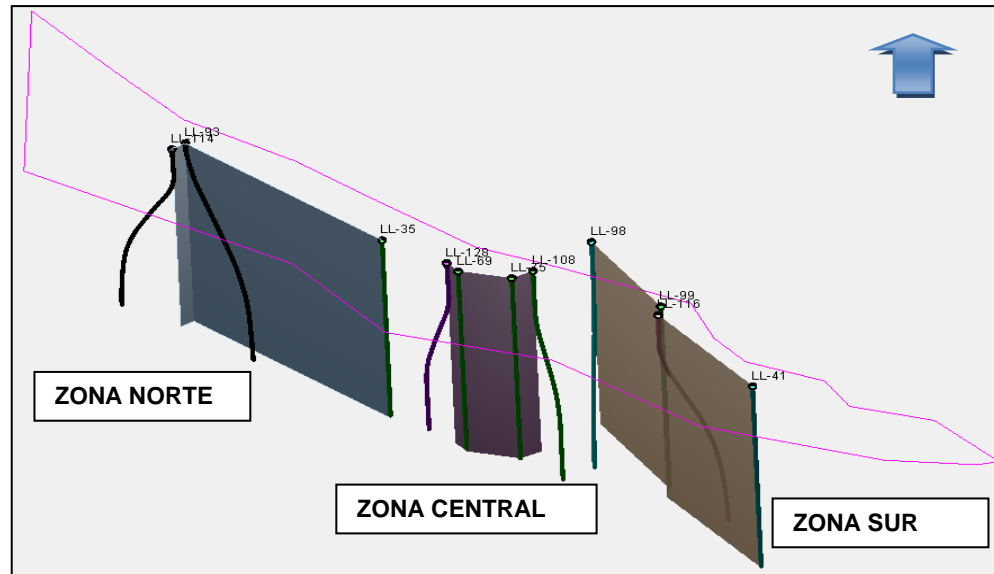 LL-93
LL-114
LL-35
LL-98
LL-128
LL-69
LL-108
LL-99
LL-116
LL-41
ZONA NORTE
ZONA CENTRAL
ZONA SUR